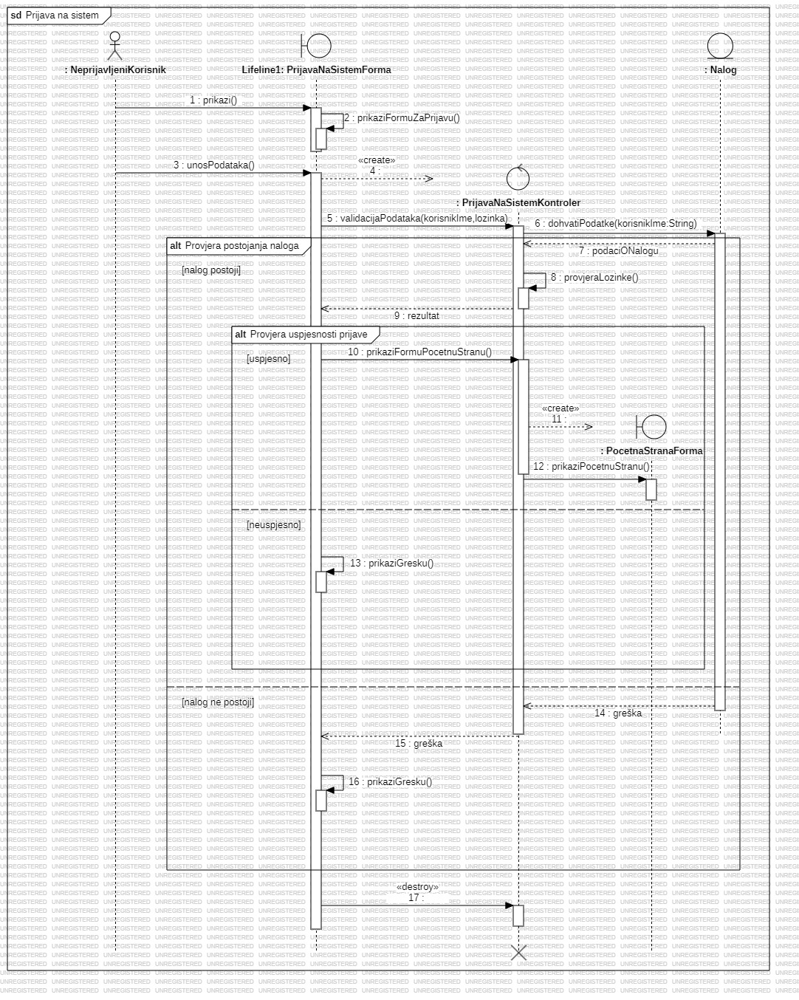 sd Prijava na sistem
: NeprijavljeniKorisnik
Lifeline1: PrijavaNaSistemForma
: Nalog
1 : prikazi()
2 : prikaziFormuZaPrijavu()
3 : unosPodataka()
«create»
4 :
: PrijavaNaSistemKontroler
5 : validacijaPodataka(korisnikIme,lozinka)
6 : dohvatiPodatke(korisnikIme:String)
alt Provjera postojanja naloga
7 : podaciONalogu
[nalog postoji]
8 : provjeraLozinke()
9 : rezultat
alt Provjera uspjesnosti prijave
10 : prikaziFormuPocetnuStranu()
[uspjesno]
«create»
11 :
: PocetnaStranaForma
12 : prikaziPocetnuStranu()
[neuspjesno]
13 : prikaziGresku()
[nalog ne postoji]
14 : greška
15 : greška
16 : prikaziGresku()
«destroy»
17 :
UNREGISTERED